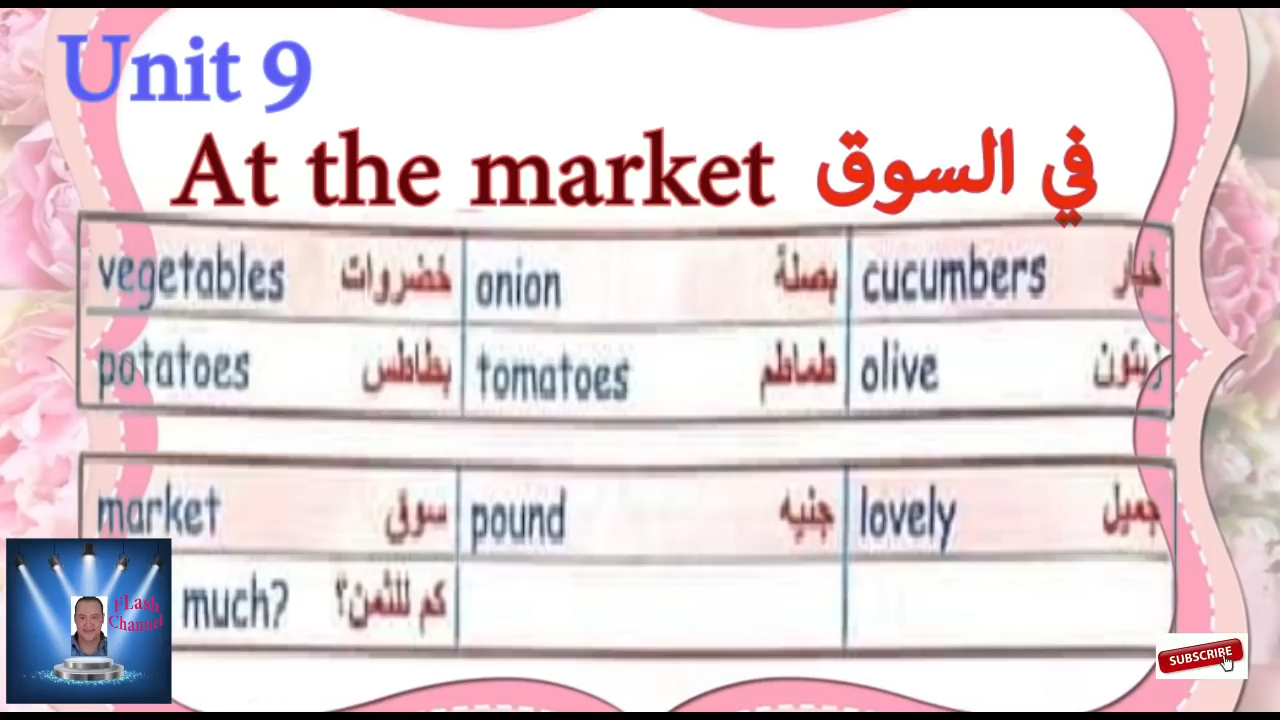 Unit 9
At the market في السوق
vegetables خضروات onion بصلة cucumbers خيار
potatoes بطاطس tomatoes طماطم olive زيتون
market سوق pound جنيه lovely جميل
much? كم للثمن؟
FLash
Channel
SUBSCRIBE